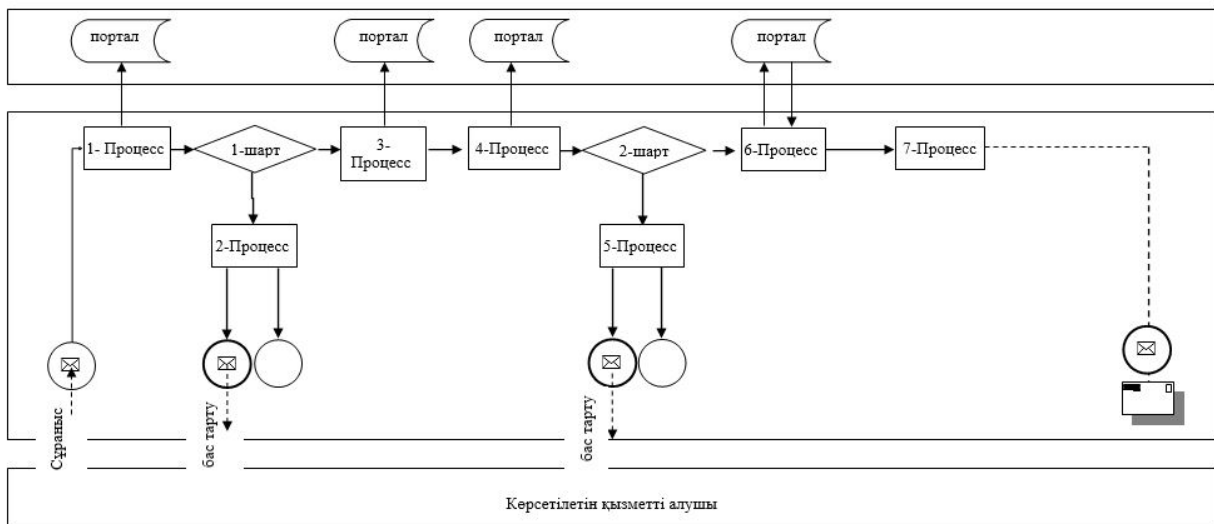 портал
портал
портал
портал
1- Процесс
1-шарт
3-
Процесс
4-Процесс
2-шарт
6-Процесс
7-Процесс
2-Процесс
5-Процесс
Сұраныс
бас тарту
бас тарту
Көрсетілетін қызметті алушы